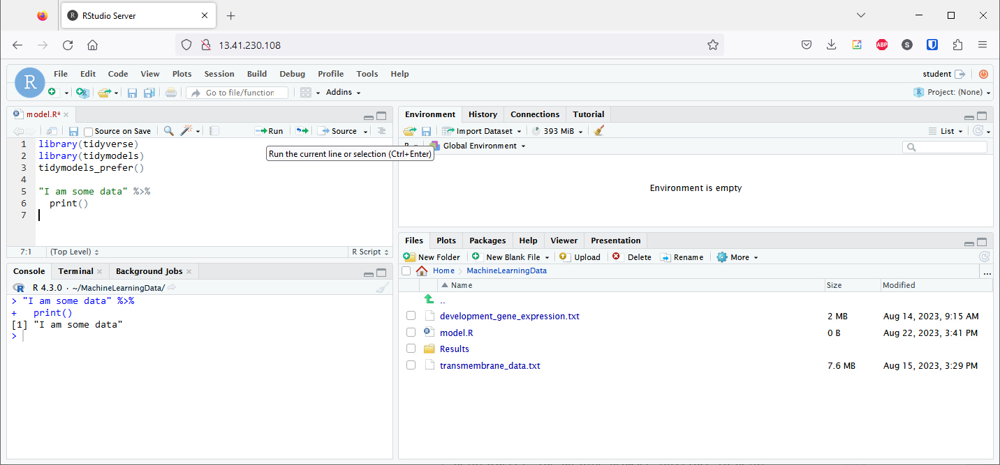 RStudio Server
13.41.230.108
ABP
S
R
File Edit Code View Plots Session Build Debug Profile Tools Help
student
Go to file/function
Addins
Project: (None)
model.R*
Source on Save
Run
Source
1 library(tidyverse)
2 library(tidymodels)
3 tidymodels_prefer()
4
5 "I am some data" %>%
6 print()
7
Run the current line or selection (Ctrl+Enter)
7:1 (Top Level) R Script
Console Terminal Background Jobs
R 4.3.0 · ~/MachineLearningData/
> "I am some data" %>%
+ print()
[1] "I am some data"
>
Environment History Connections Tutorial
Import Dataset 393 MiB List
Global Environment
Environment is empty
Files Plots Packages Help Viewer Presentation
New Folder New Blank File Upload Delete Rename More
Home MachineLearningData ...
Name Size Modified
..
development_gene_expression.txt 2 MB Aug 14, 2023, 9:15 AM
model.R 0 B Aug 22, 2023, 3:41 PM
Results
transmembrane_data.txt 7.6 MB Aug 15, 2023, 3:29 PM